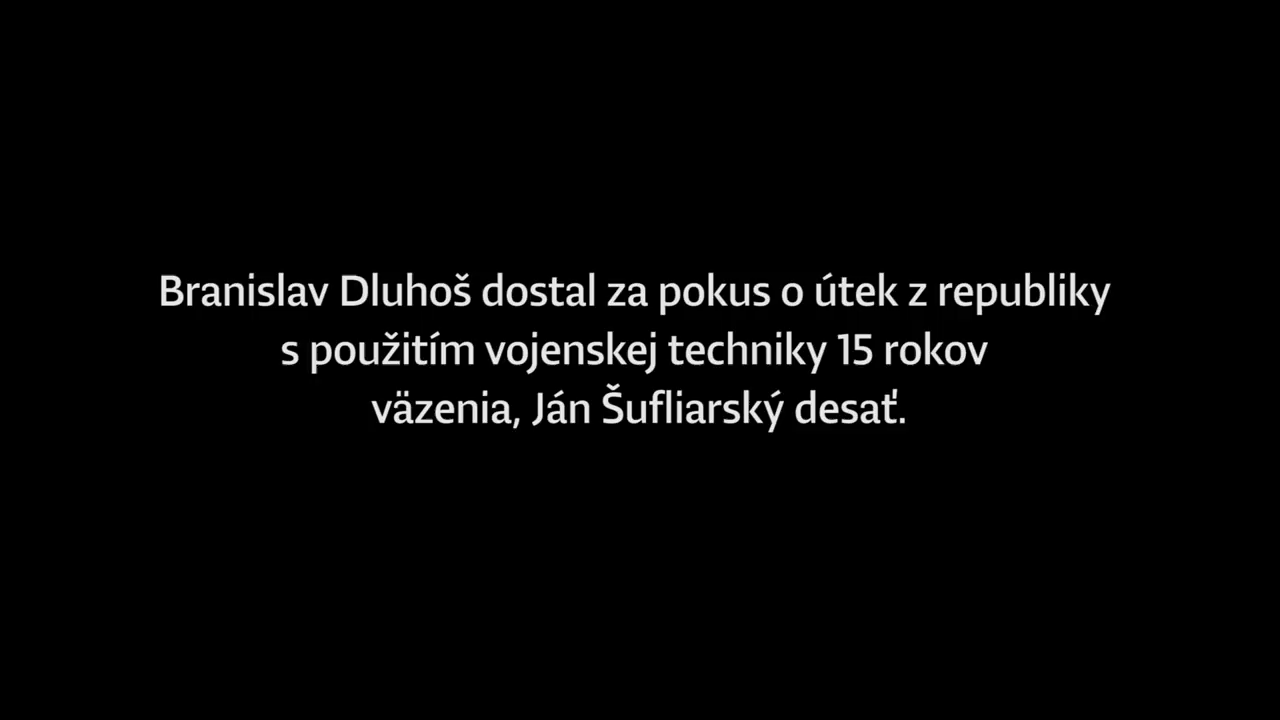 Branislav Dluhoš dostal za pokus o útek z republiky
s použitím vojenskej techniky 15 rokov
väzenia, Ján Šufliarský desať.